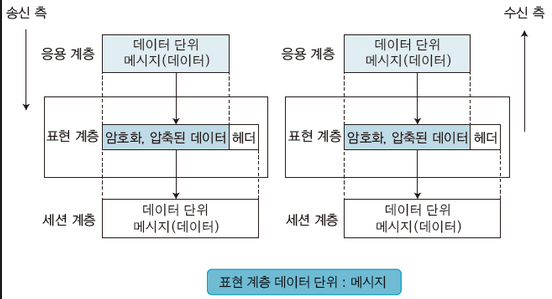 송신 측
수신 측
응용 계층
데이터 단위
메시지(데이터)
응용 계층
데이터 단위
메시지(데이터)
표현 계층
암호화, 압축된 데이터
헤더
표현 계층
암호화, 압축된 데이터
헤더
세션 계층
데이터 단위
메시지(데이터)
세션 계층
데이터 단위
메시지(데이터)
표현 계층 데이터 단위 : 메시지